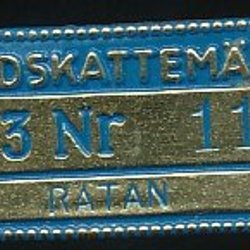 DSKATTEMÄ
3 Nr 11
RATAN